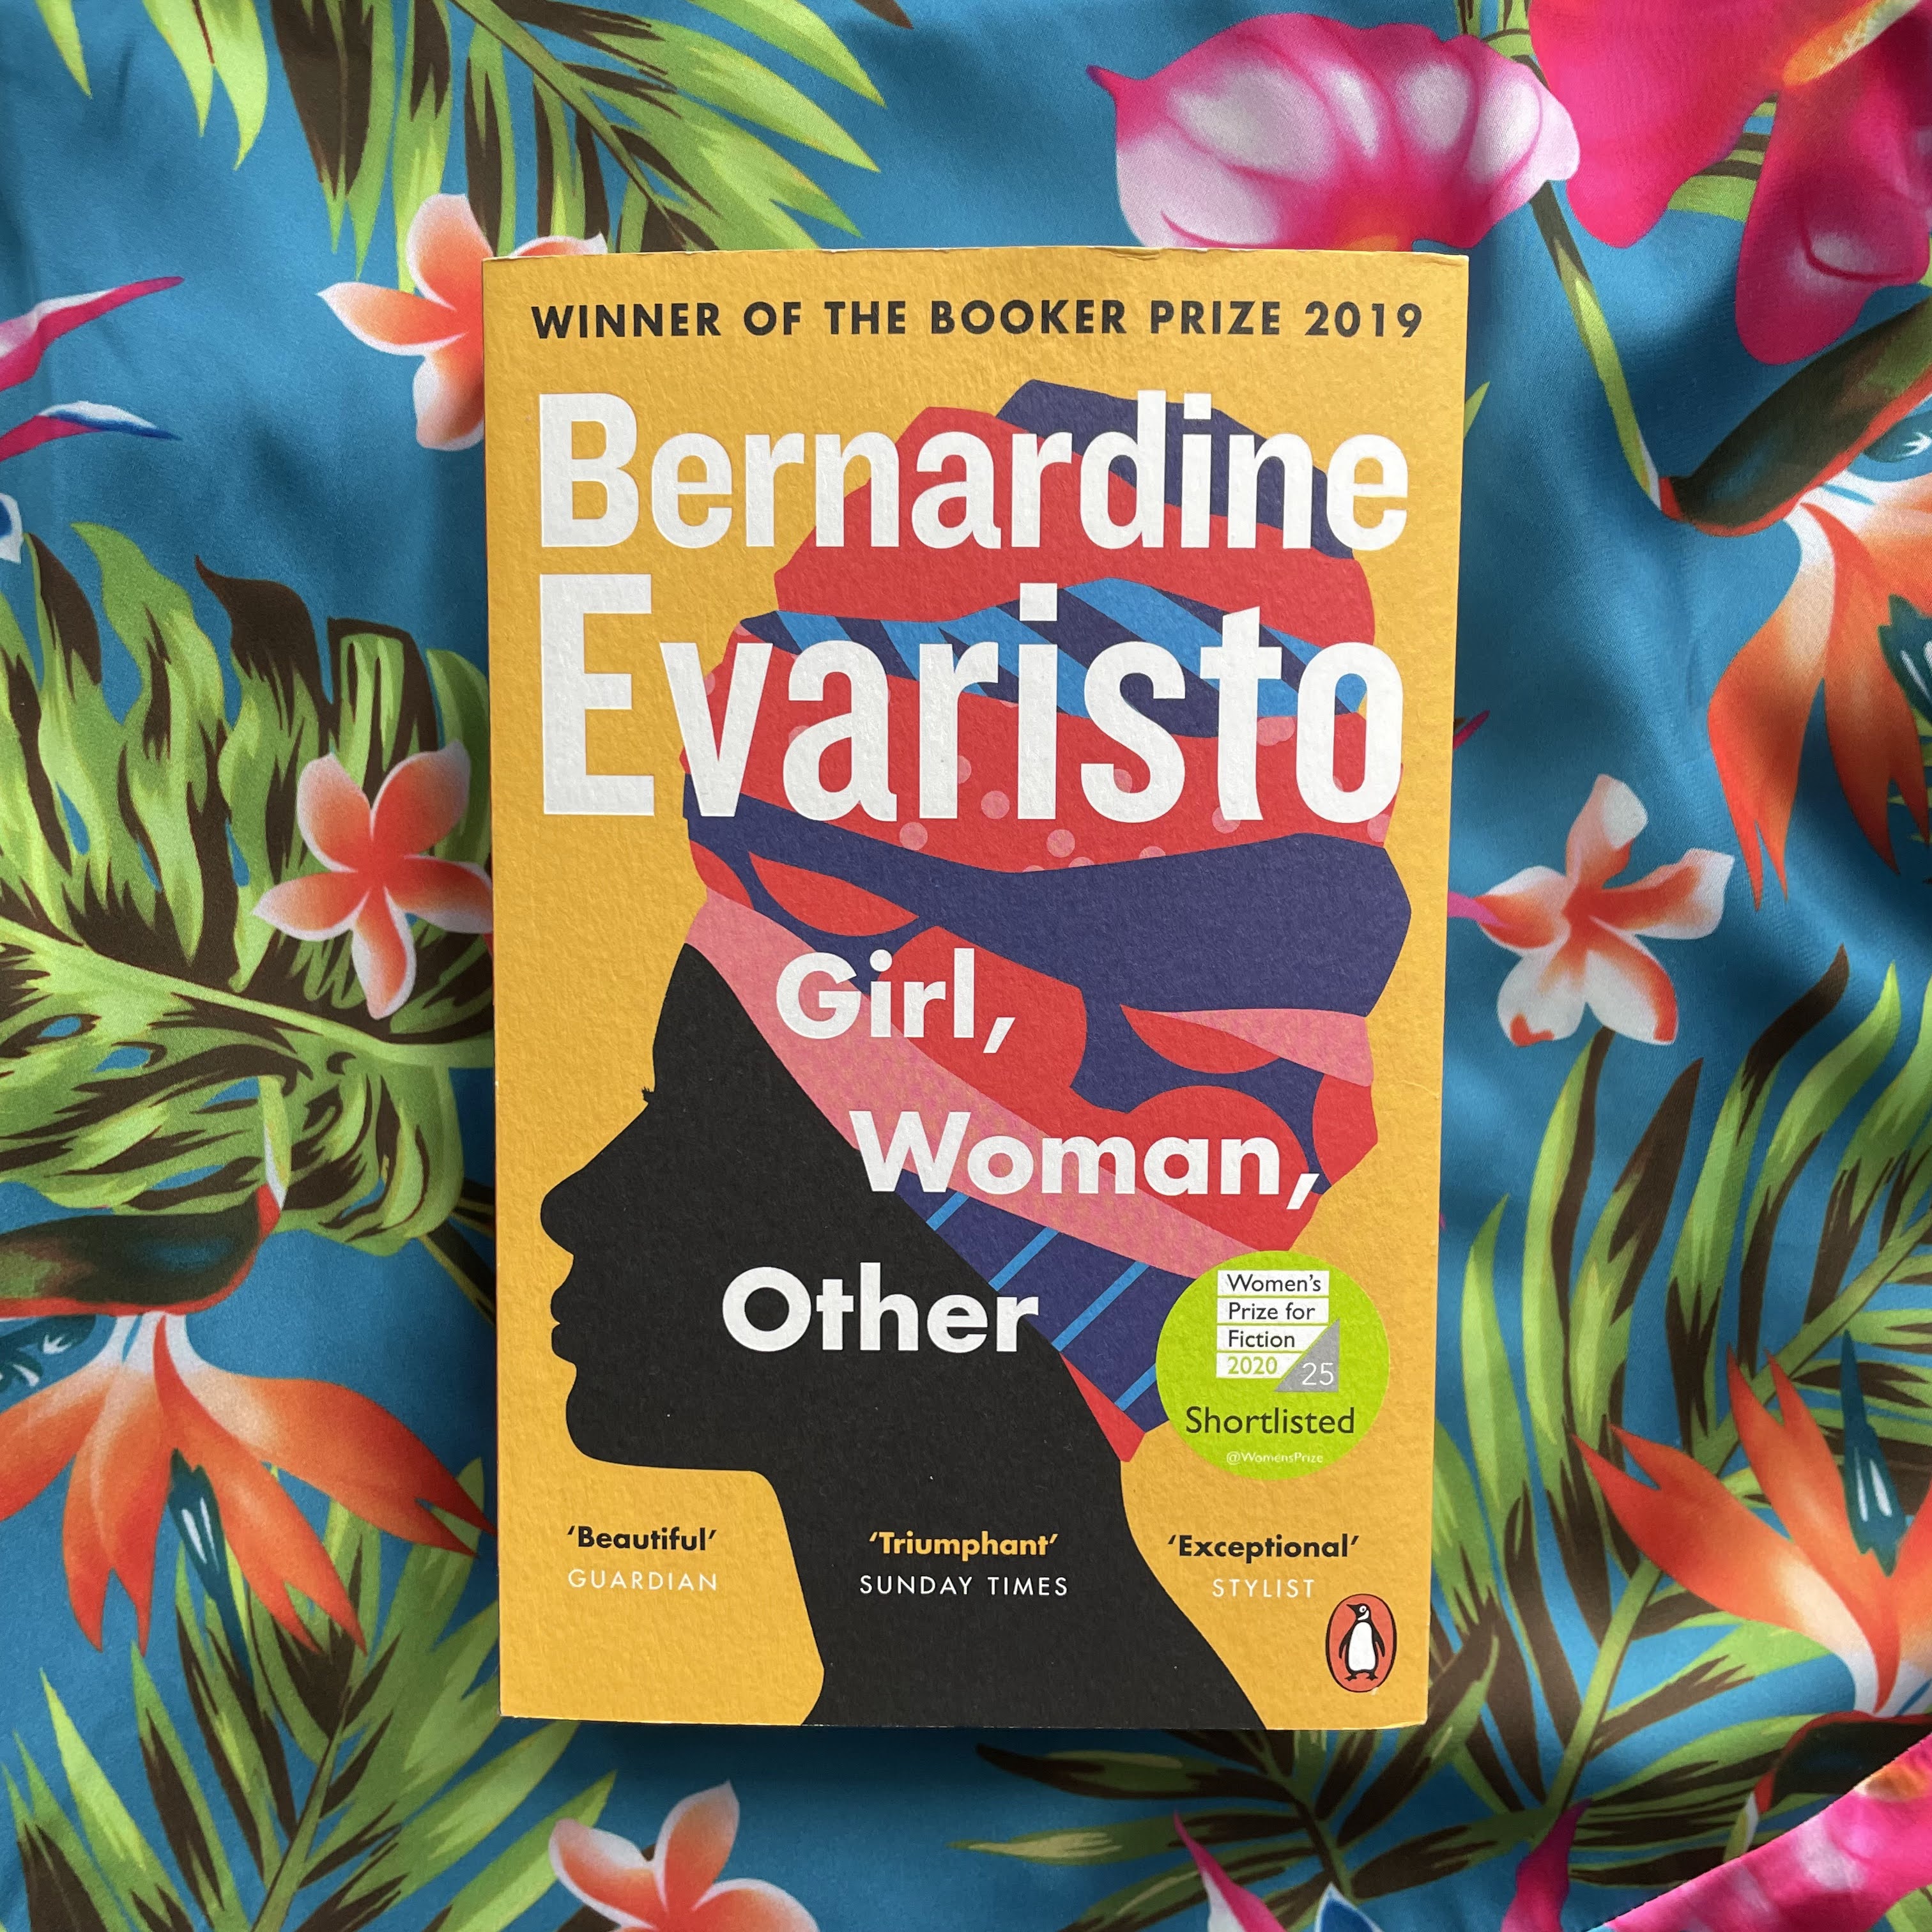 WINNER OF THE BOOKER PRIZE 2019
Bernardine
Evaristo
Girl,
Woman,
Other
Women's
Prize for
Fiction
2020
25
Shortlisted
@WomensPrize
'Beautiful'
GUARDIAN
'Triumphant'
SUNDAY TIMES
'Exceptional'
STYLIST